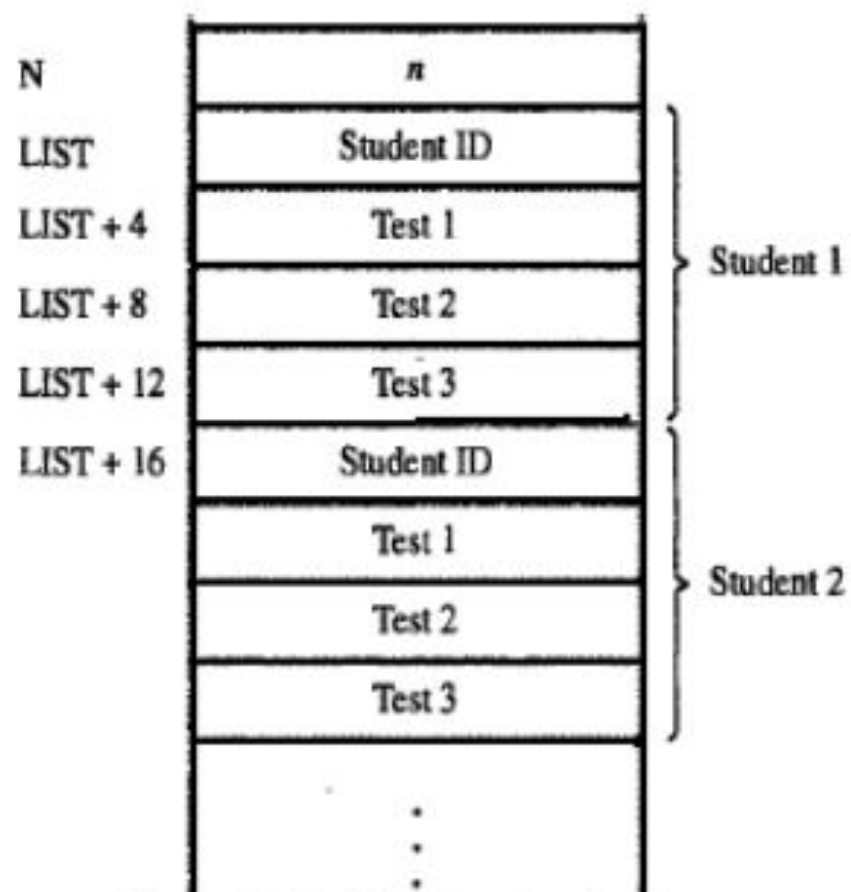 N n
LIST Student ID
LIST + 4 Test 1
Student 1
LIST + 8 Test 2
LIST + 12 Test 3
LIST + 16 Student ID
Test 1
Student 2
Test 2
Test 3